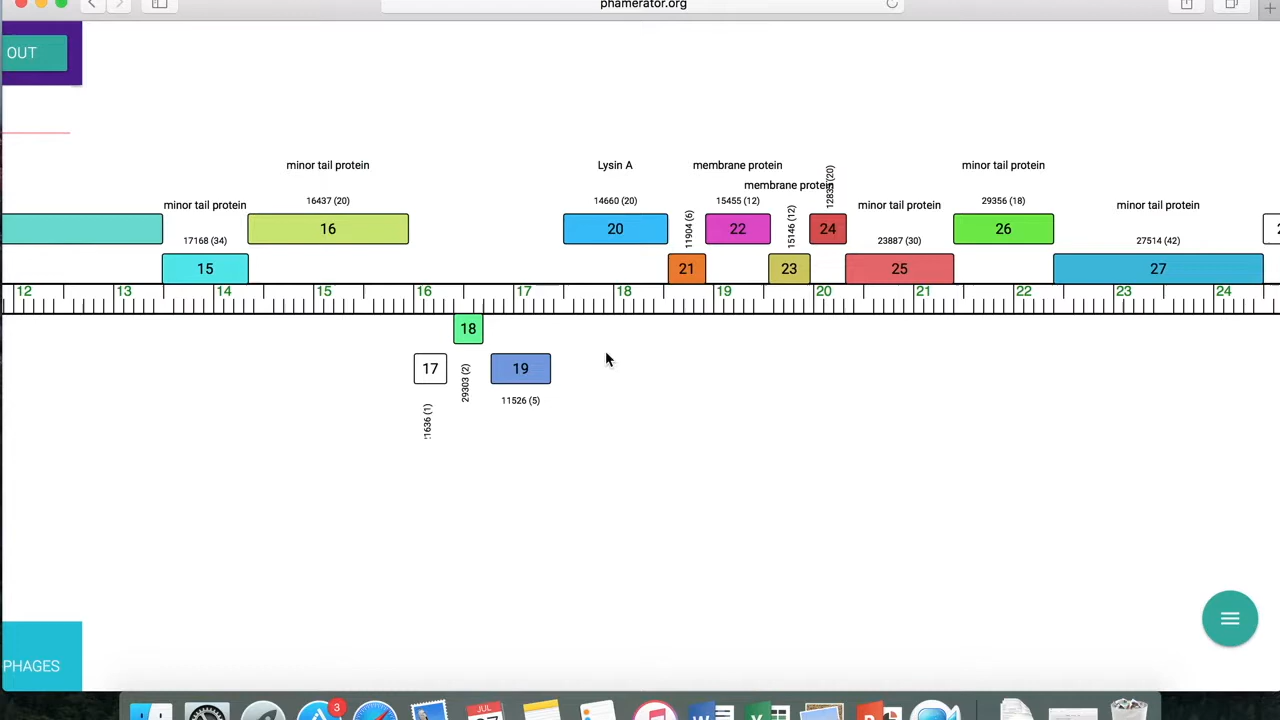 phamerator.org
OUT
minor tail protein
Lysin A
membrane protein
minor tail protein
membrane protein
minor tail protein
minor tail protein
minor tail protein
16437 (20)
14660 (20)
15455 (12)
29356 (18)
17168 (34)
11904 (6)
15146 (12)
23887 (30)
27514 (42)
16
20
22
24
26
15
21
23
25
27
12 13 14 15 16 17 18 19 20 21 22 23 24
18
17
19
29303 (2)
11526 (5)
PHAGES
3
JUL